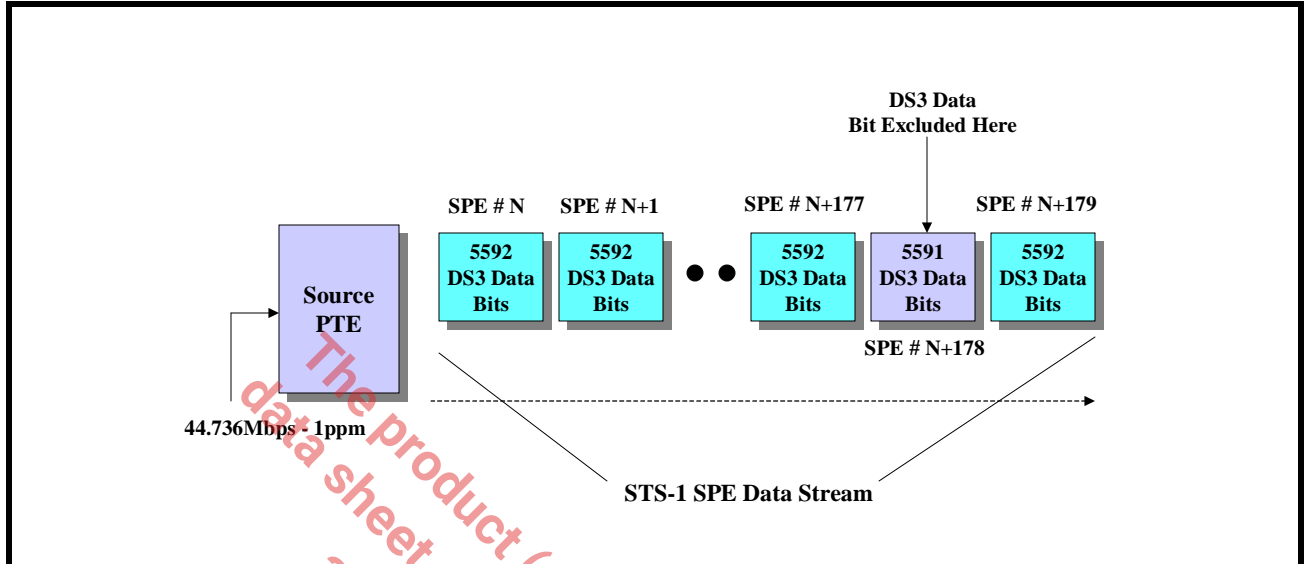 DS3 Data
Bit Excluded Here
SPE # N
SPE # N+1
SPE # N+177
SPE # N+179
5592
DS3 Data
Bits
5592
DS3 Data
Bits
5592
DS3 Data
Bits
5591
DS3 Data
Bits
5592
DS3 Data
Bits
Source
PTE
SPE # N+178
44.736Mbps - 1ppm
STS-1 SPE Data Stream
The product (
data sheet